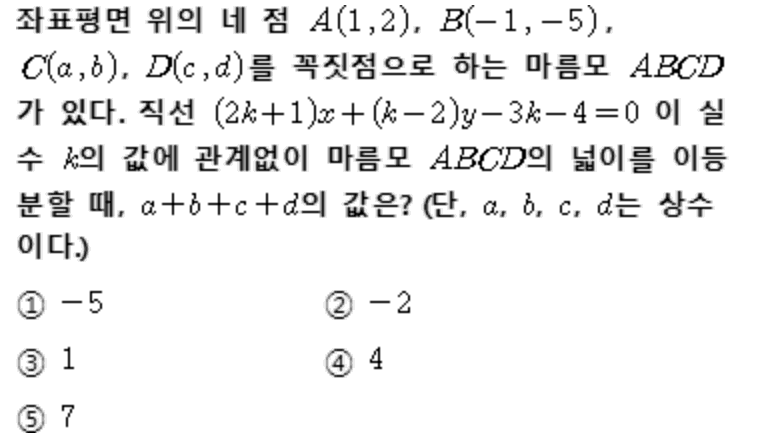 좌표평면 위의 네 점 A(1,2), B(−1,−5),
C(a,b), D(c,d)를 꼭짓점으로 하는 마름모 ABCD
가 있다. 직선 (2k+1)x+(k−2)y−3k−4=0 이 실
수 k의 값에 관계없이 마름모 ABCD의 넓이를 이등
분할 때, a+b+c+d의 값은? (단, a, b, c, d는 상수
이다.)
① −5 ② −2
③ 1 ④ 4
⑤ 7